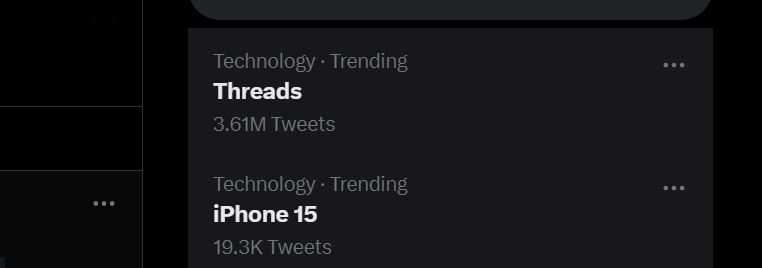 Technology · Trending
Threads
3.61M Tweets
Technology · Trending
iPhone 15
19.3K Tweets